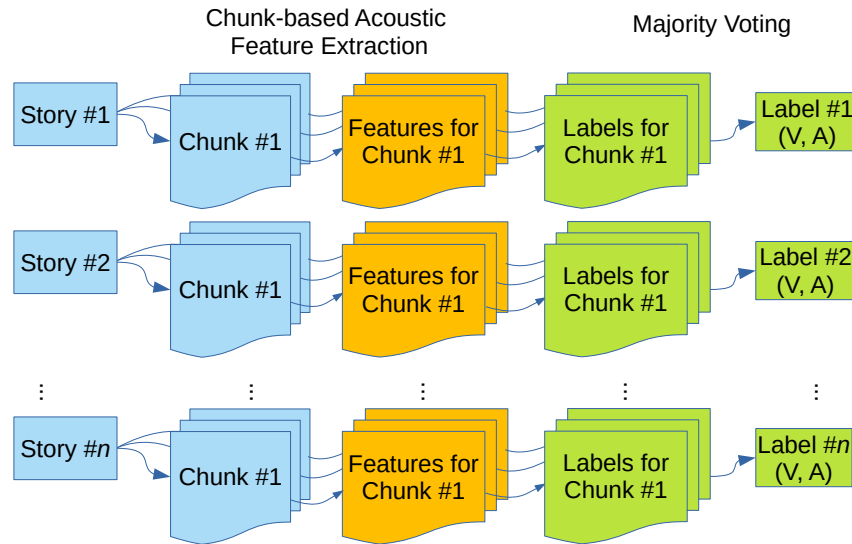 Chunk-based Acoustic
Feature Extraction
Majority Voting
Story #1
Chunk #1
Features for
Chunk #1
Labels for
Chunk #1
Label #1
(V, A)
Story #2
Chunk #1
Features for
Chunk #1
Labels for
Chunk #1
Label #2
(V, A)
⋮ ⋮ ⋮ ⋮ ⋮
Story #n
Chunk #1
Features for
Chunk #1
Labels for
Chunk #1
Label #n
(V, A)